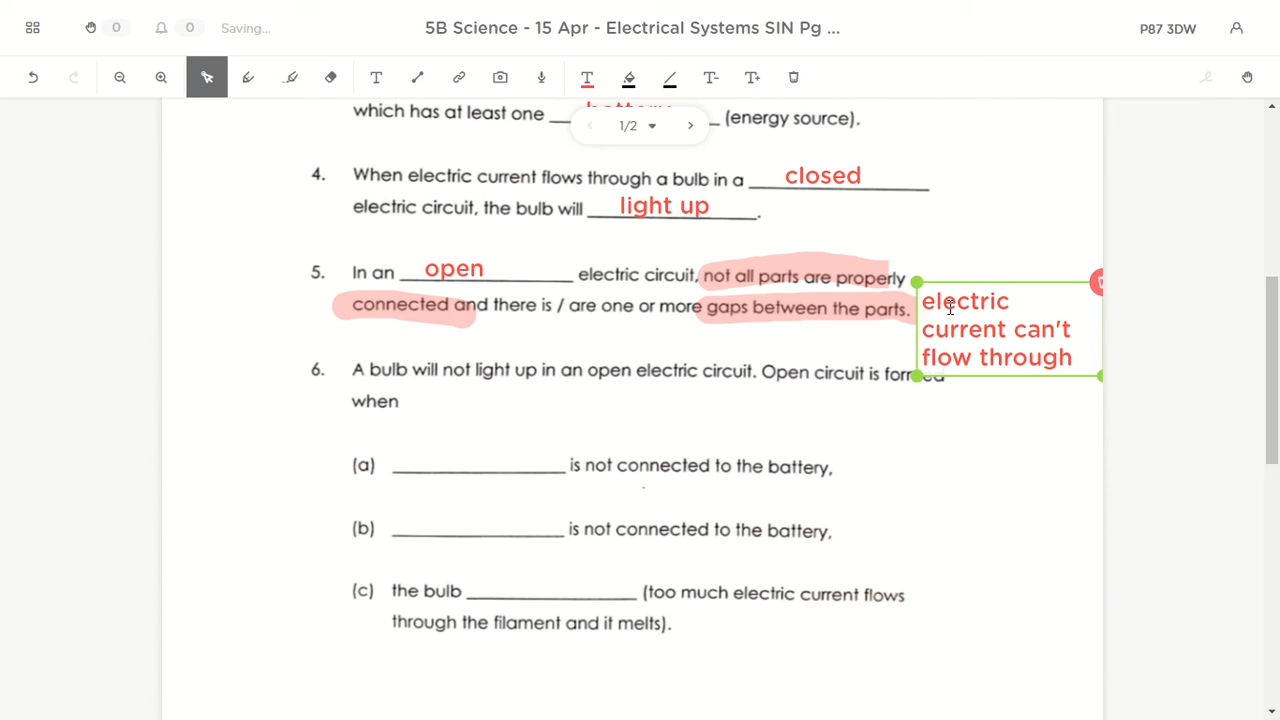 0
0
Saving...
5B Science - 15 Apr - Electrical Systems SIN Pg ...
P87 3DW
which has at least one battery (energy source).
1/2
4. When electric current flows through a bulb in a closed
electric circuit, the bulb will light up.
5. In an open electric circuit, not all parts are properly
connected and there is / are one or more gaps between the parts.
electric
current can't
flow through
6. A bulb will not light up in an open electric circuit. Open circuit is formed
when
(a) ______________ is not connected to the battery,
(b) ______________ is not connected to the battery,
(c) the bulb ______________ (too much electric current flows
through the filament and it melts).